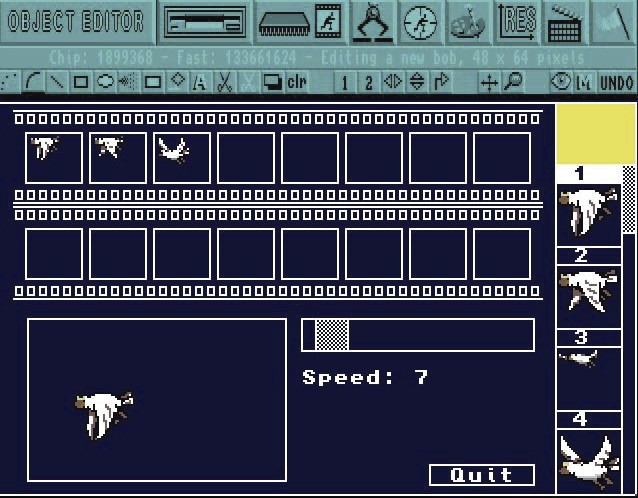 OBJECT EDITOR
RES
Chip: 1899368 - Fast: 133661624 - Editing a new bob, 48 x 64 pixels
A clr 1 2 UNDO
1
2
3
Speed: 7
4
Quit